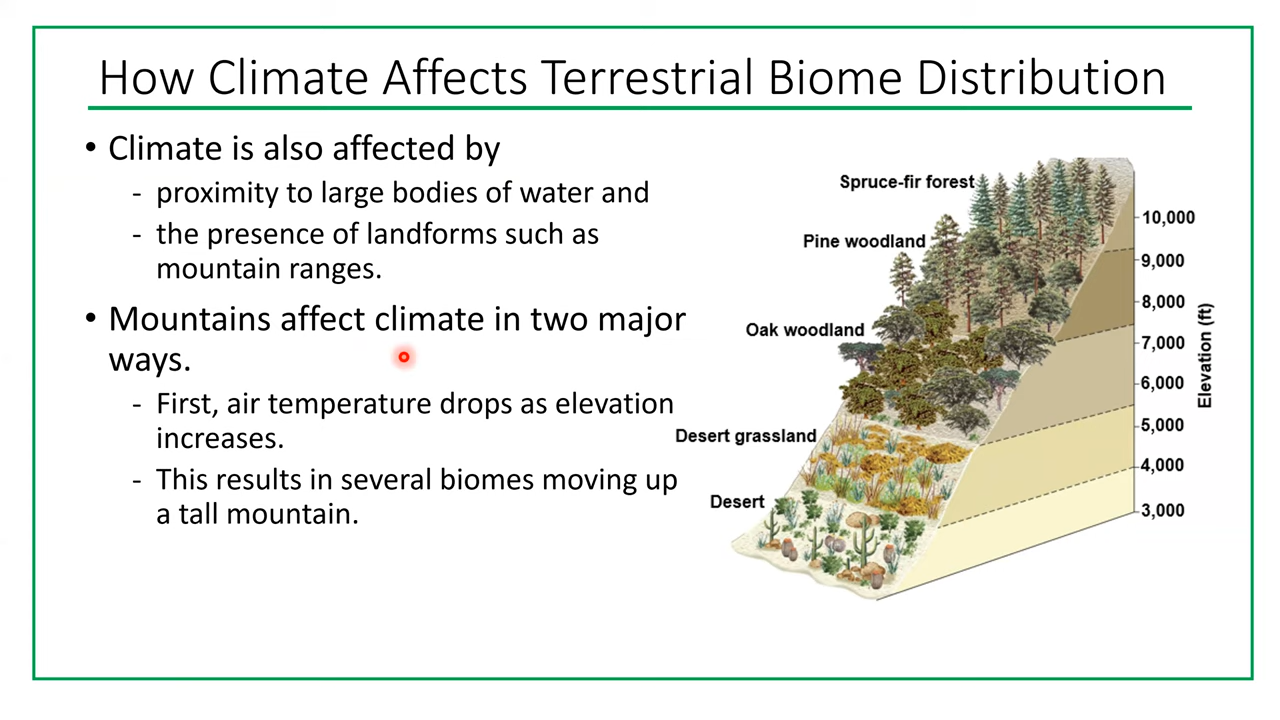 How Climate Affects Terrestrial Biome Distribution
• Climate is also affected by
- proximity to large bodies of water and
- the presence of landforms such as
mountain ranges.
• Mountains affect climate in two major
ways.
- First, air temperature drops as elevation
increases.
- This results in several biomes moving up
a tall mountain.
Spruce-fir forest
Pine woodland
Oak woodland
Desert grassland
Desert
10,000
9,000
8,000
7,000
6,000
5,000
4,000
3,000
Elevation (ft)